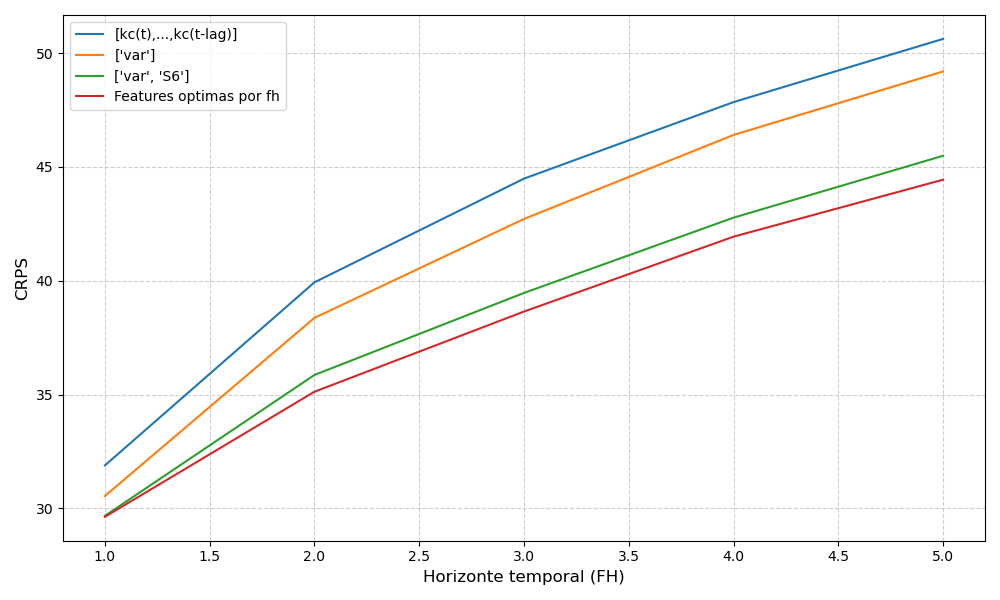 [kc(t),...,kc(t-lag)]
['var']
['var', 'S6']
Features optimas por fh
CRPS
50
45
40
35
30
1.0 1.5 2.0 2.5 3.0 3.5 4.0 4.5 5.0
Horizonte temporal (FH)